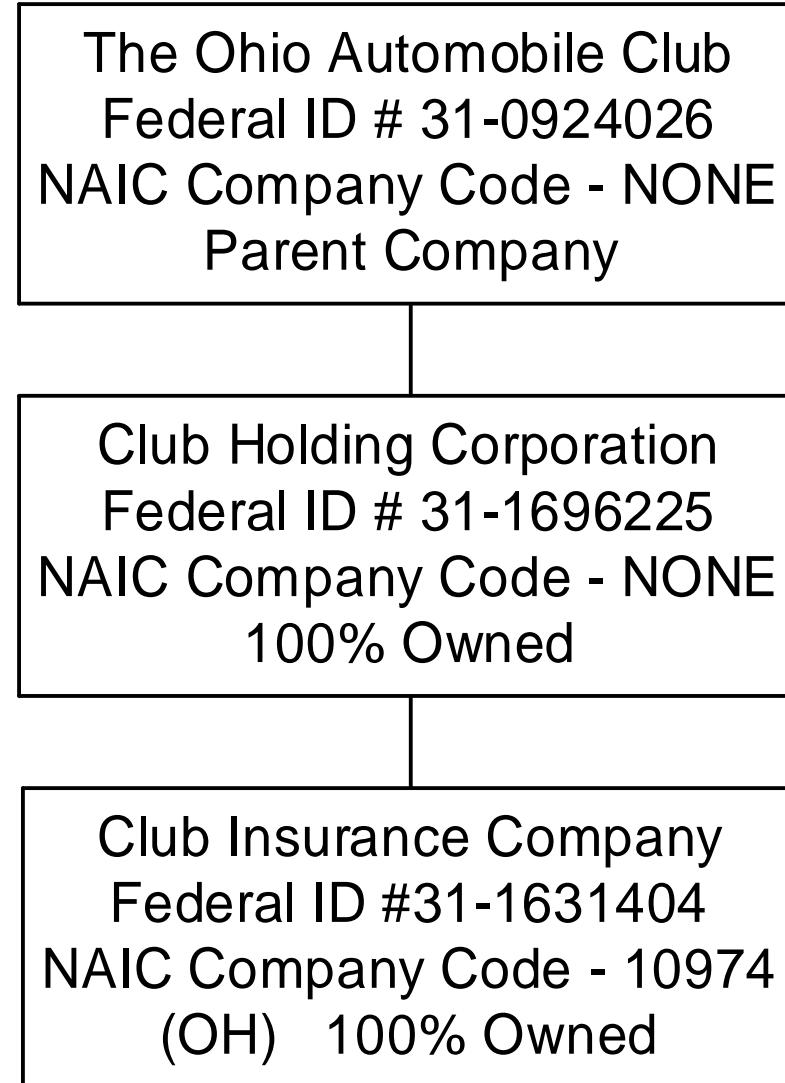 The Ohio Automobile Club
Federal ID # 31-0924026
NAIC Company Code - NONE
Parent Company
Club Holding Corporation
Federal ID # 31-1696225
NAIC Company Code - NONE
100% Owned
Club Insurance Company
Federal ID #31-1631404
NAIC Company Code - 10974
(OH)   100% Owned